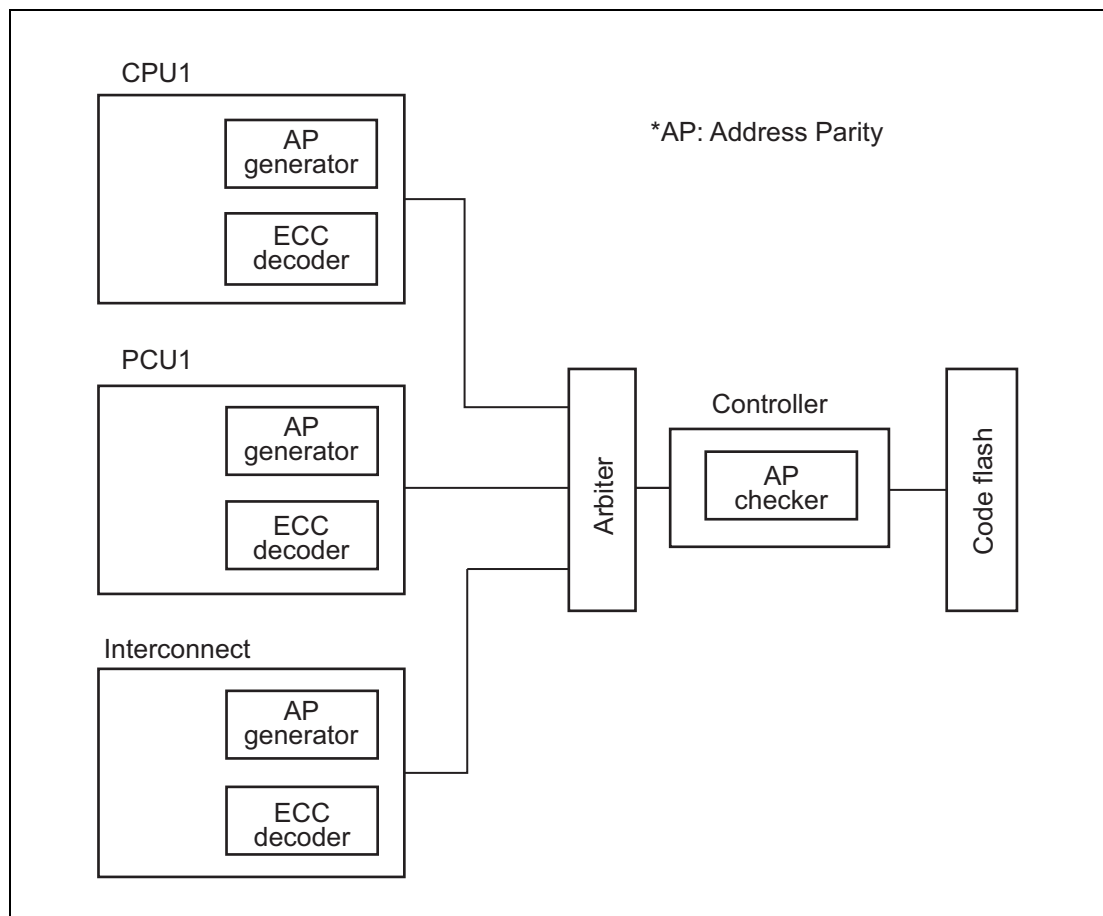 CPU1
AP
generator
ECC
decoder
*AP: Address Parity
PCU1
AP
generator
ECC
decoder
Arbiter
Controller
AP
checker
Code flash
Interconnect
AP
generator
ECC
decoder